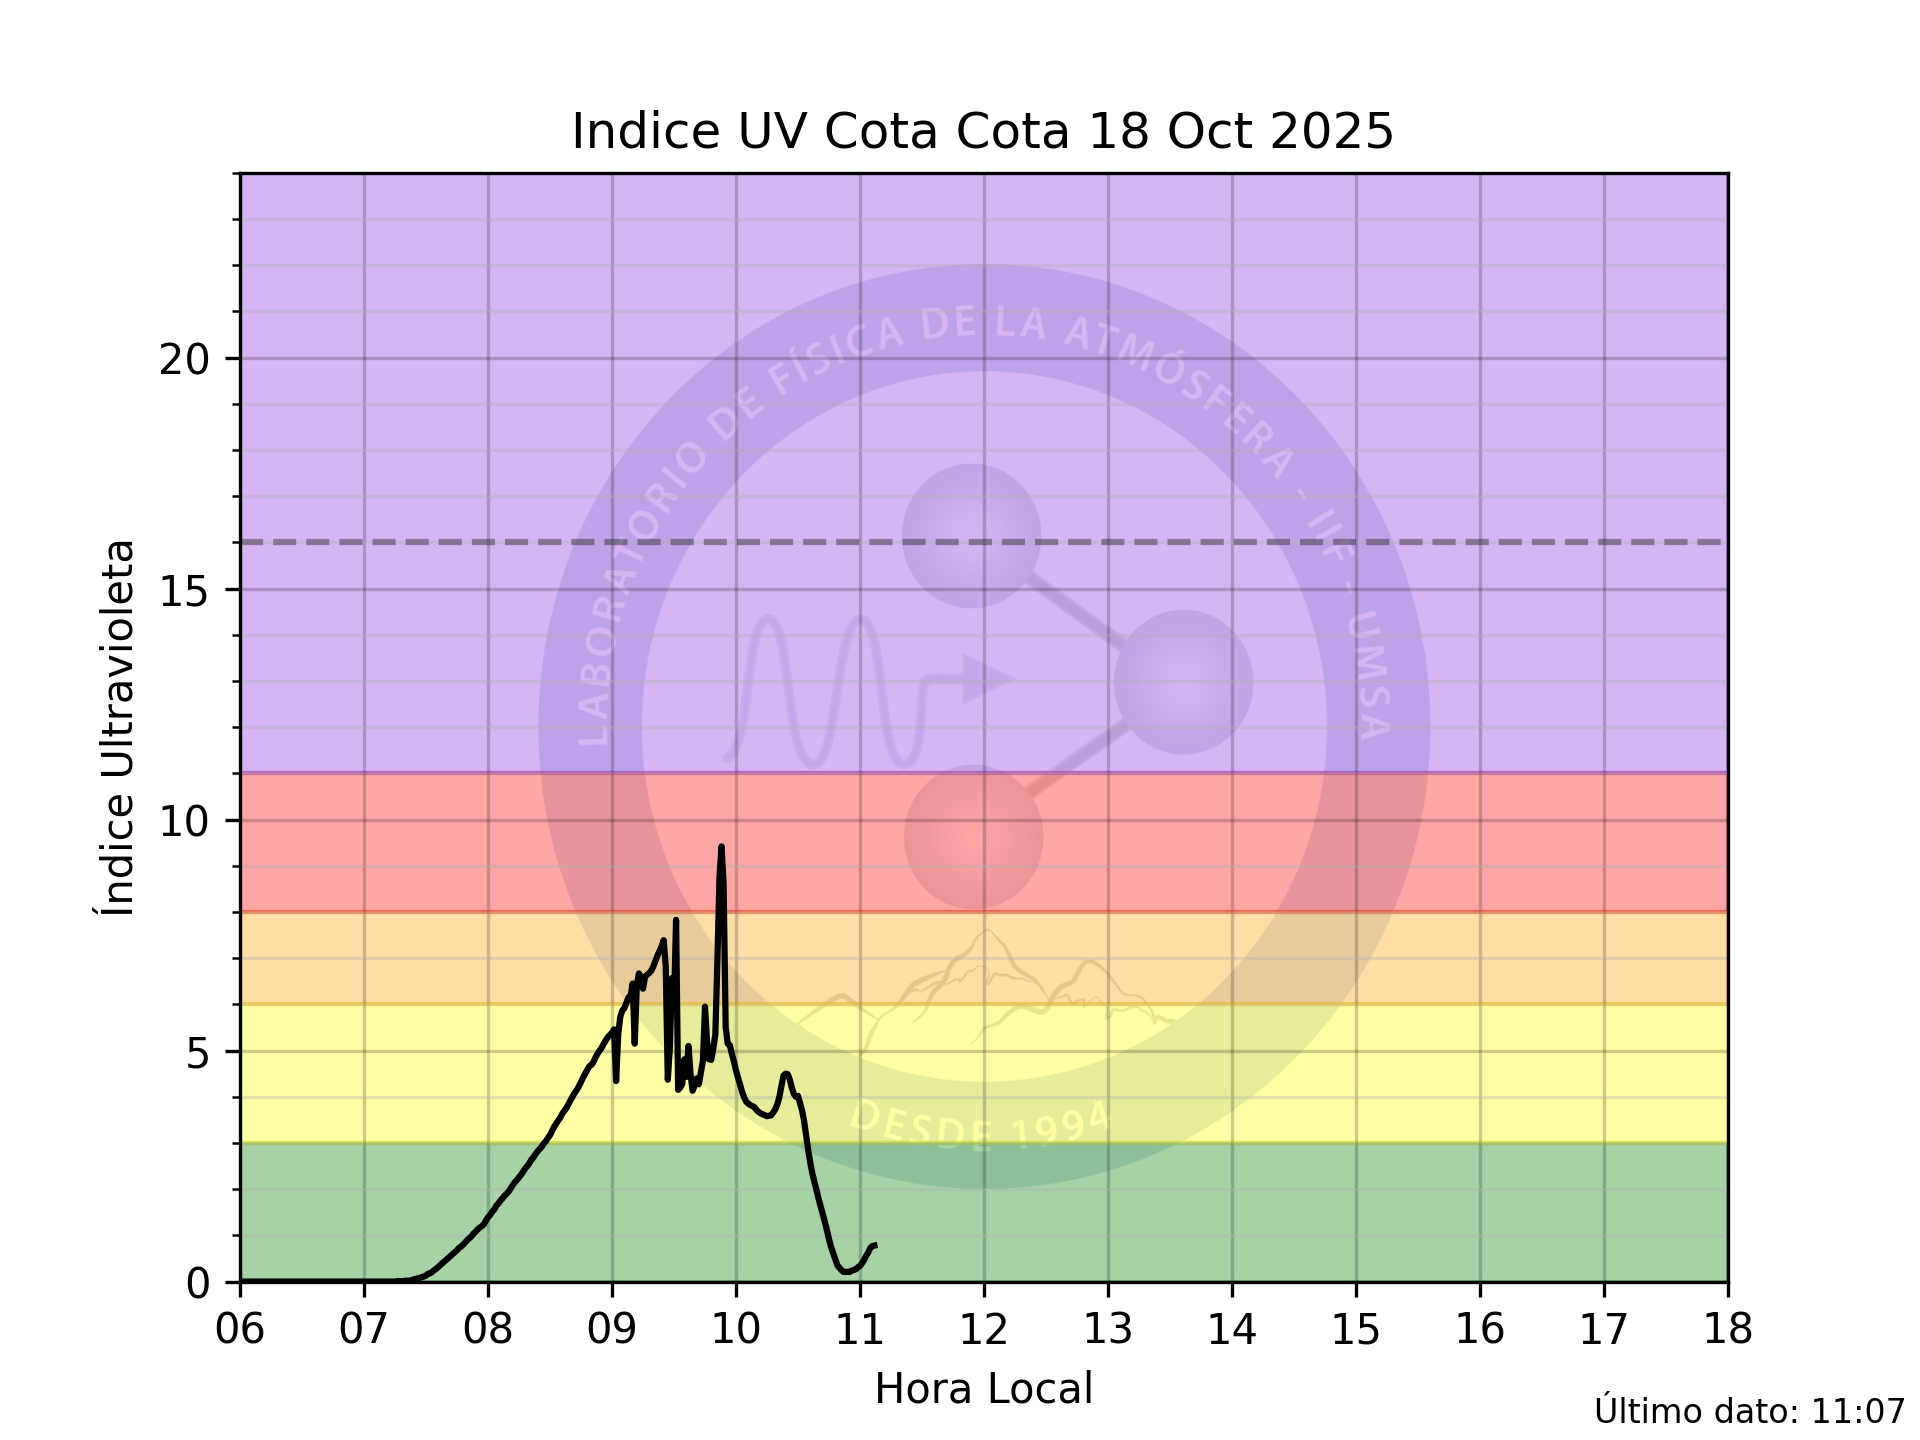 Indice UV Cota Cota 18 Oct 2025
LABORATORIO DE FÍSICA DE LA ATMÓSFERA - IIF - UMSA
DESDE 1994
Índice Ultravioleta
20
15
10
5
0
06 07 08 09 10 11 12 13 14 15 16 17 18
Hora Local
Último dato: 11:07